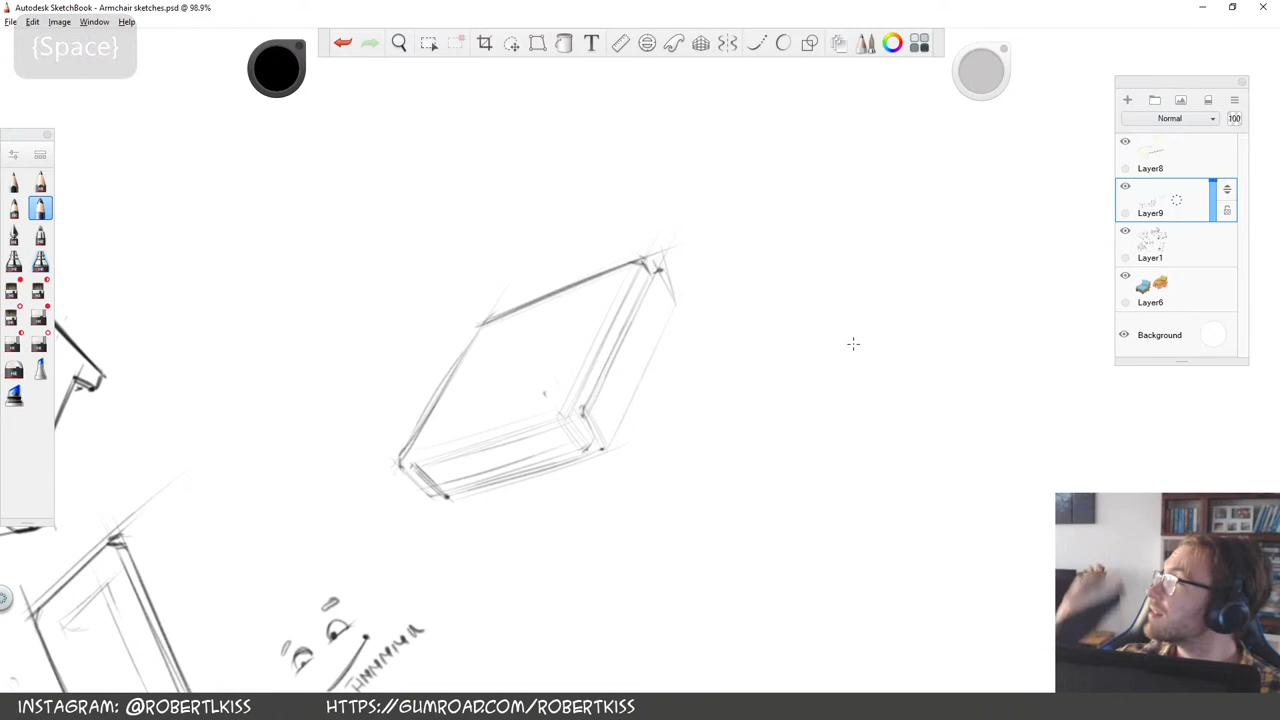 Autodesk SketchBook - Armchair sketches.psd @ 98.9%
File Edit Image Window Help
{Space}
T
Normal
100
Layer8
Layer9
Layer1
Layer6
Background
INSTAGRAM: @ROBERTLKISS
HTTPS://GUMROAD.COM/ROBERTKISS